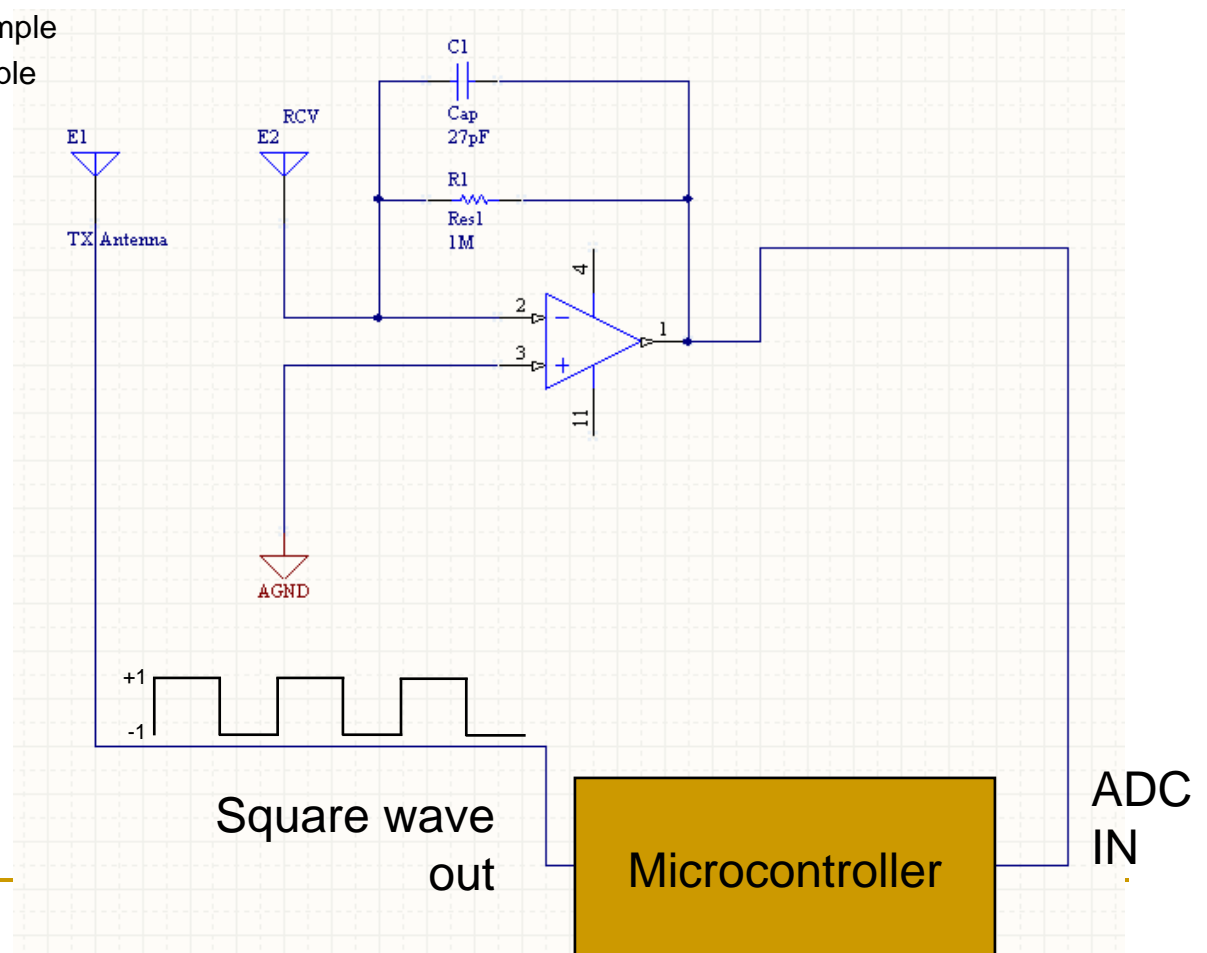 mple
ole
C1
Cap
27pF
RCV
E1
E2
R1
Res1
1M
TX Antenna
4
2
1
3
11
AGND
+1
-1
Square wave
out
Microcontroller
ADC
IN